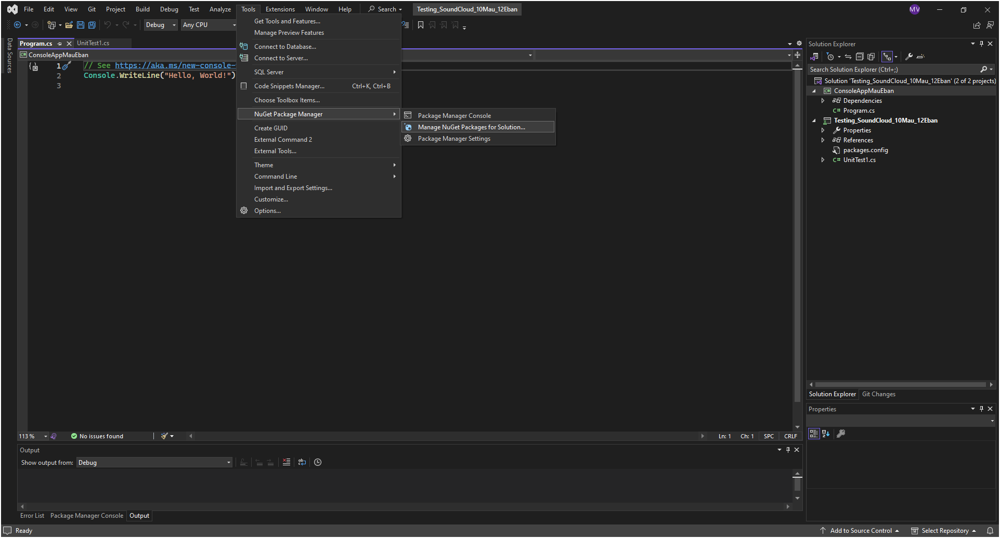 File Edit View Git Project Build Debug Test Analyze Tools Extensions Window Help Search Testing_SoundCloud_10Mau_12Eban MV
Debug Any CPU
Data Sources
Program.cs UnitTest1.cs
ConsoleAppMauEban
1 // See https://aka.ms/new-console-
2 Console.WriteLine("Hello, World!")
3
Get Tools and Features...
Manage Preview Features
Connect to Database...
Connect to Server...
SQL Server
Code Snippets Manager... Ctrl+K, Ctrl+B
Choose Toolbox Items...
NuGet Package Manager
Create GUID
External Command 2
External Tools...
Theme
Command Line
Import and Export Settings...
Customize...
Options...
Package Manager Console
Manage NuGet Packages for Solution...
Package Manager Settings
Solution Explorer
Search Solution Explorer (Ctrl+;)
Solution 'Testing_SoundCloud_10Mau_12Eban' (2 of 2 projects)
C# ConsoleAppMauEban
Dependencies
C# Program.cs
Testing_SoundCloud_10Mau_12Eban
Properties
References
packages.config
C# UnitTest1.cs
Solution Explorer Git Changes
Properties
113 % No issues found Ln: 1 Ch: 1 SPC CRLF
Output
Show output from: Debug
Error List Package Manager Console Output
Ready Add to Source Control Select Repository